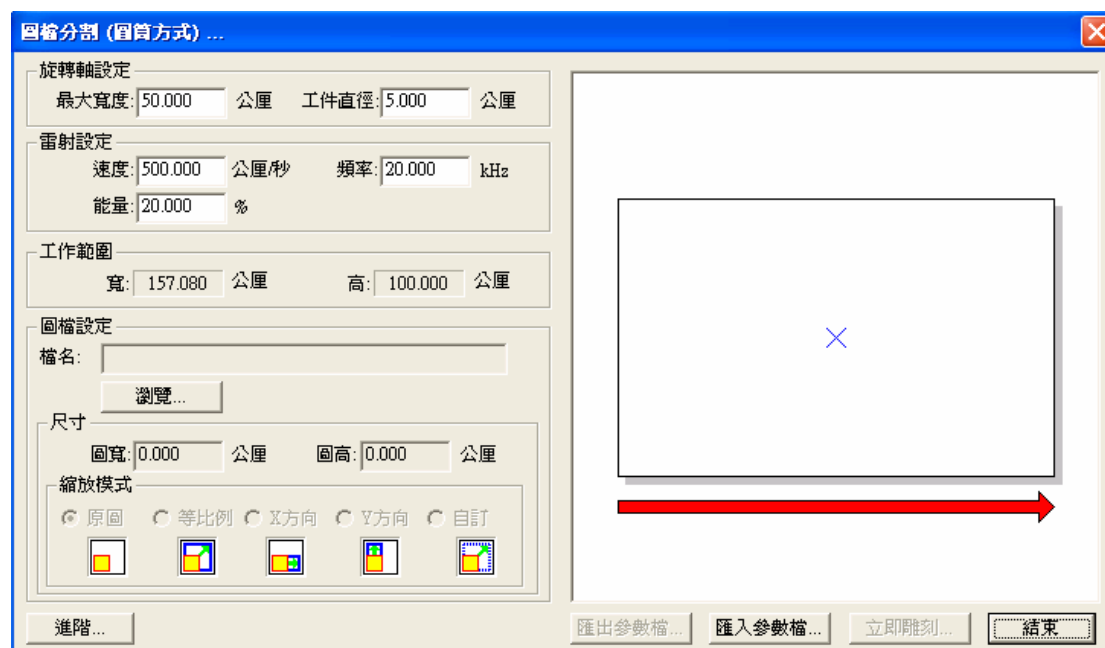 圖檔分割 (圓筒方式) ...
旋轉軸設定
最大寬度: 50.000 公厘 工件直徑: 5.000 公厘
雷射設定
速度: 500.000 公厘/秒 頻率: 20.000 kHz
能量: 20.000 %
工作範圍
寬: 157.080 公厘 高: 100.000 公厘
圖檔設定
檔名:
瀏覽...
尺寸
圖寬: 0.000 公厘 圖高: 0.000 公厘
縮放模式
原圖 等比例 X方向 Y方向 自訂
進階... 匯出參數檔... 匯入參數檔... 立即雕刻... 結束